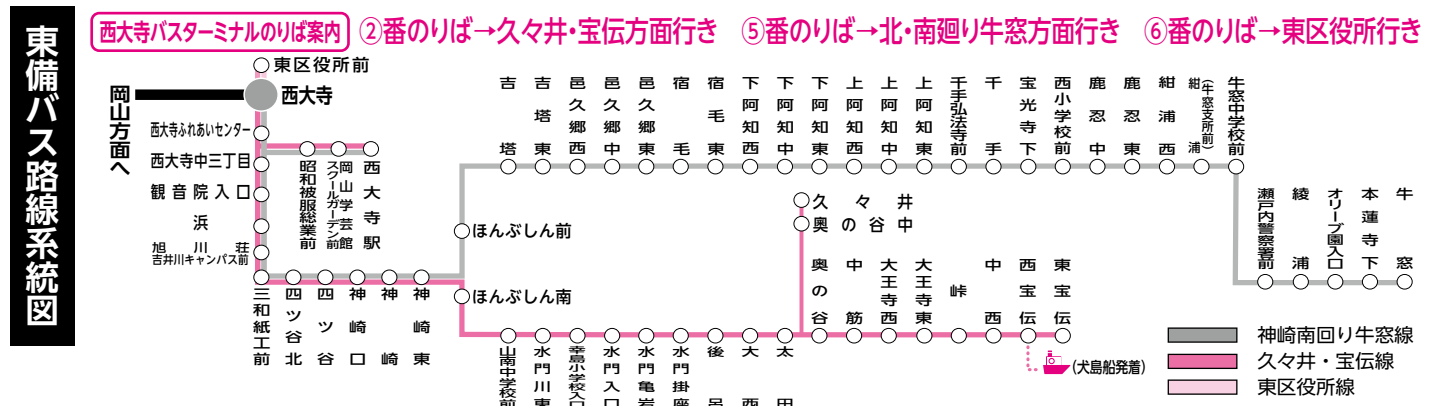 東備バス路線系統図
西大寺バスターミナルのりば案内 ②番のりば→久々井・宝伝方面行き ⑤番のりば→北・南廻り牛窓方面行き ⑥番のりば→東区役所行き
岡山方面へ
東区役所前
西大寺
西大寺ふれあいセンター
西大寺中三丁目
観音院入口
浜
旭川荘
吉井川キャンパス前
昭和被服総業前
岡山学芸館
スクールガーデン前
西大寺駅
三和紙工前
四ツ谷北
四ツ谷
神崎口
神崎
神崎東
ほんぶしん前
ほんぶしん南
吉塔
吉塔東
邑久郷西
邑久郷中
邑久郷東
宿毛
宿毛東
下阿知西
下阿知中
下阿知東
上阿知西
上阿知中
上阿知東
千手弘法寺前
千手
宝光寺下
西小学校前
鹿忍中
鹿忍東
紺浦西
紺浦
(牛窓支所前)
牛窓中学校前
瀬戸内警察署前
綾浦
オリーブ園入口
本蓮寺下
牛窓
山南中学校前
水門川東
幸島小学校入口
水門入口
水門亀岩
水門掛座
後
大西
太田
久々井
奥の谷中
奥の谷
中筋
大王寺西
大王寺東
峠
中西
西宝伝
東宝伝
(犬島船発着)
神崎南回り牛窓線
久々井・宝伝線
東区役所線